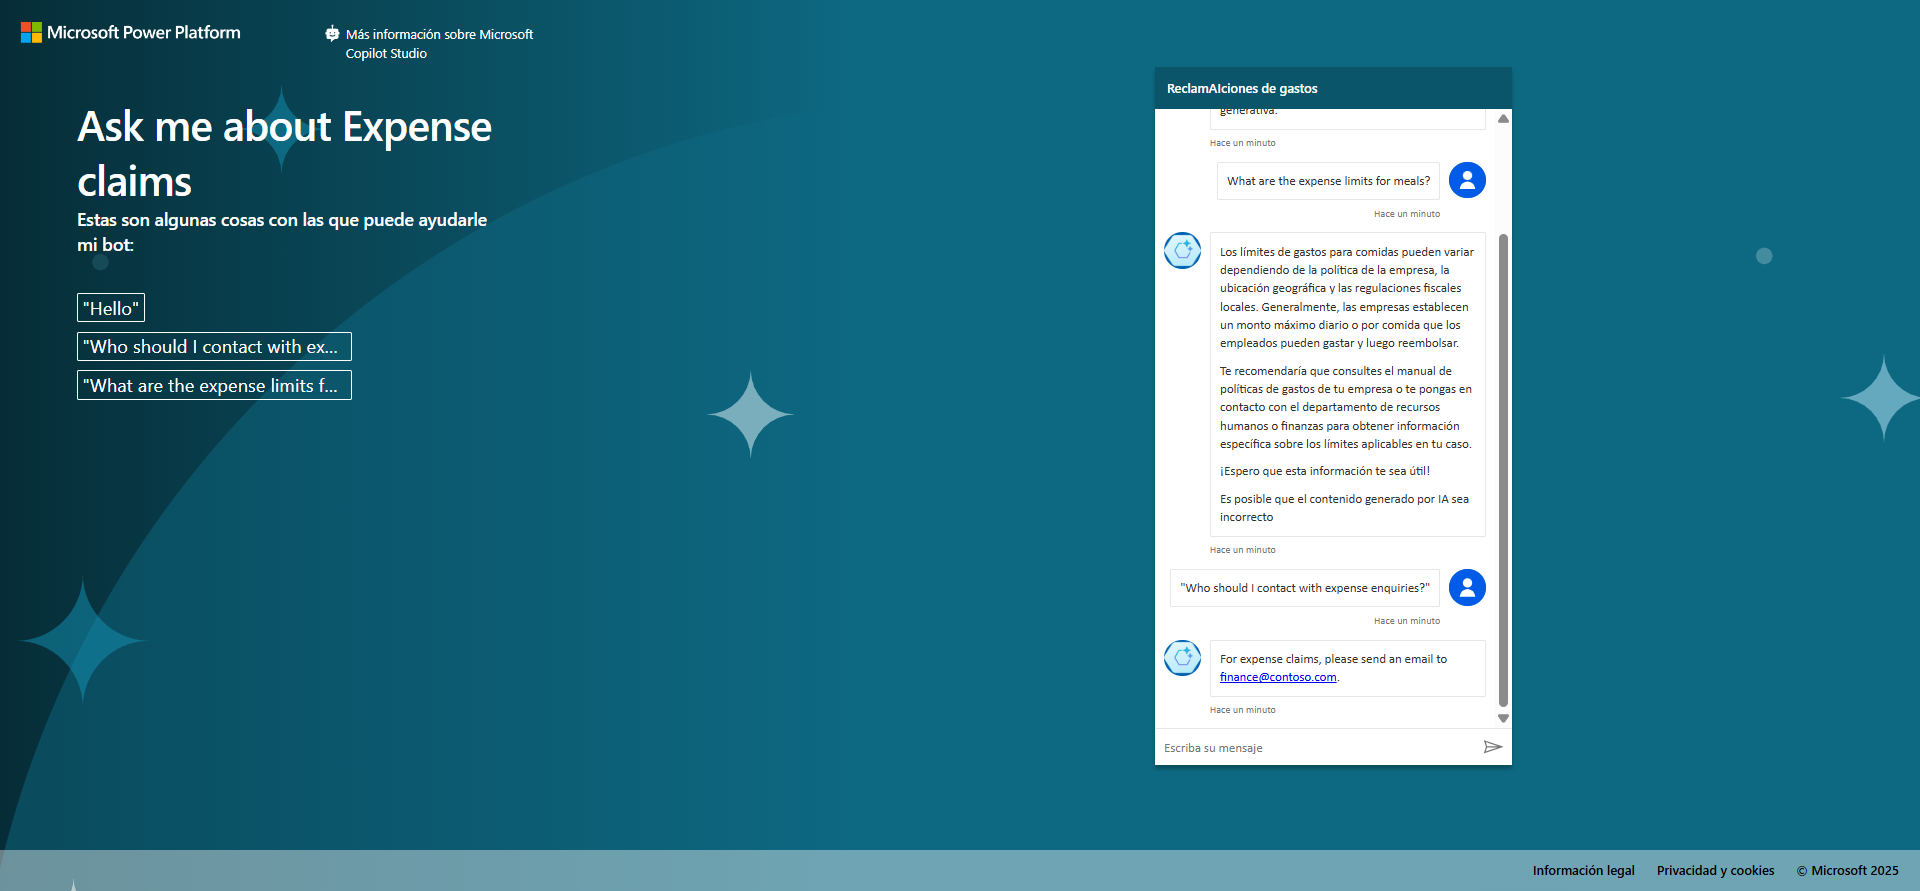 Microsoft Power Platform
Más información sobre Microsoft
Copilot Studio
Ask me about Expense
claims
Estas son algunas cosas con las que puede ayudarle
mi bot:
"Hello"
"Who should I contact with ex...
"What are the expense limits f...
ReclamAIciones de gastos
generativa.
Hace un minuto
What are the expense limits for meals?
Hace un minuto
Los límites de gastos para comidas pueden variar
dependiendo de la política de la empresa, la
ubicación geográfica y las regulaciones fiscales
locales. Generalmente, las empresas establecen
un monto máximo diario o por comida que los
empleados pueden gastar y luego reembolsar.
Te recomendaría que consultes el manual de
políticas de gastos de tu empresa o te pongas en
contacto con el departamento de recursos
humanos o finanzas para obtener información
específica sobre los límites aplicables en tu caso.
¡Espero que esta información te sea útil!
Es posible que el contenido generado por IA sea
incorrecto
Hace un minuto
"Who should I contact with expense enquiries?"
Hace un minuto
For expense claims, please send an email to
finance@contoso.com.
Hace un minuto
Escriba su mensaje
Información legal
Privacidad y cookies
© Microsoft 2025